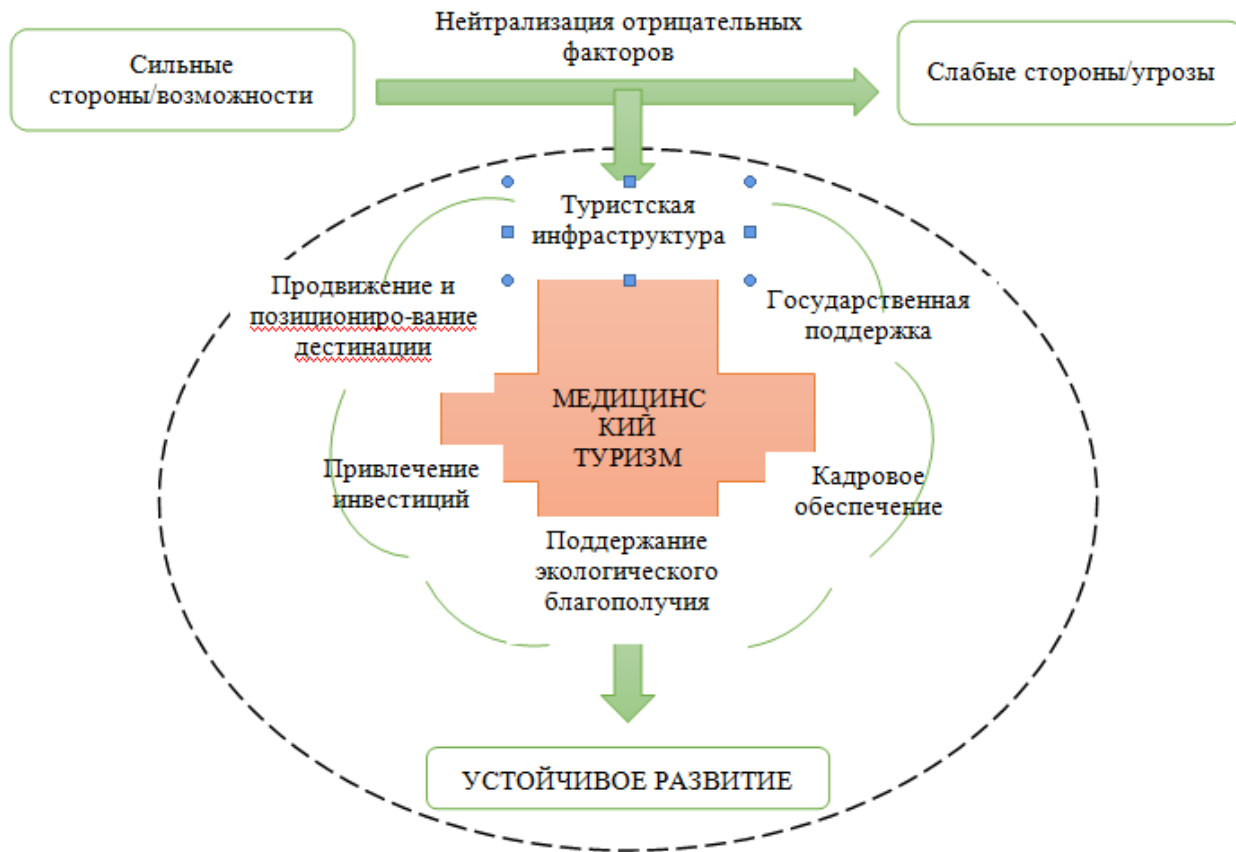 Нейтрализация отрицательных
факторов
Сильные
стороны/возможности
Слабые стороны/угрозы
Туристская
инфраструктура
Продвижение и
позициониро-вание
дестинации
Государственная
поддержка
МЕДИЦИНС
КИЙ
ТУРИЗМ
Привлечение
инвестиций
Кадровое
обеспечение
Поддержание
экологического
благополучия
УСТОЙЧИВОЕ РАЗВИТИЕ